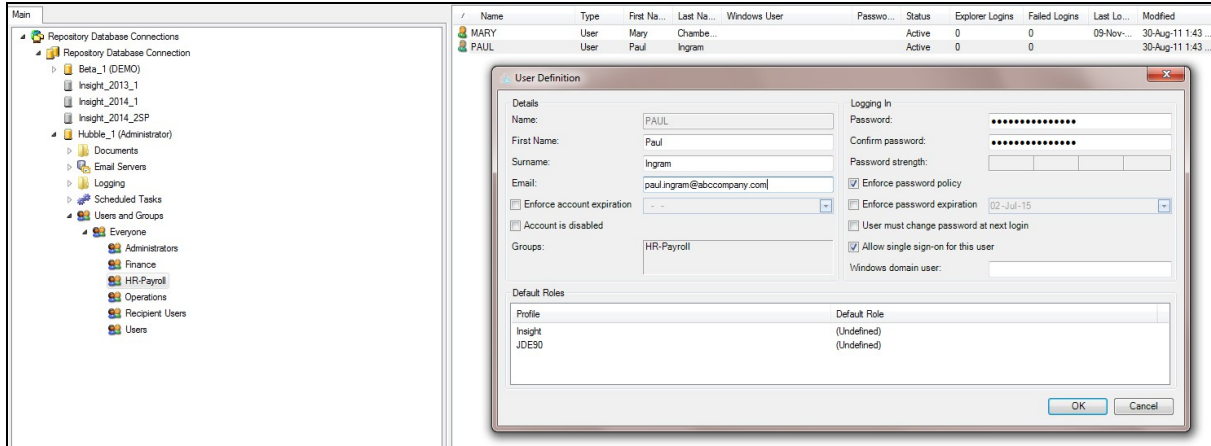 Main
Repository Database Connections
Repository Database Connection
Beta_1 (DEMO)
Insight_2013_1
Insight_2014_1
Insight_2014_2SP
Hubble_1 (Administrator)
Documents
Email Servers
Logging
Scheduled Tasks
Users and Groups
Everyone
Administrators
Finance
HR-Payroll
Operations
Recipient Users
Users
/ Name Type First Na... Last Na... Windows User Passwo... Status Explorer Logins Failed Logins Last Lo... Modified
MARY User Mary Chambe... Active 0 0 09-Nov-... 30-Aug-11 1:43 ...
PAUL User Paul Ingram Active 0 0 30-Aug-11 1:43 ...
User Definition
Details
Name: PAUL
First Name: Paul
Surname: Ingram
Email: paul.ingram@abccompany.com
Enforce account expiration - -
Account is disabled
Groups: HR-Payroll
Logging In
Password: •••••••••••••••
Confirm password: •••••••••••••••
Password strength:
Enforce password policy
Enforce password expiration 02-Jul-15
User must change password at next login
Allow single sign-on for this user
Windows domain user:
Default Roles
Profile Default Role
Insight (Undefined)
JDE90 (Undefined)
OK Cancel